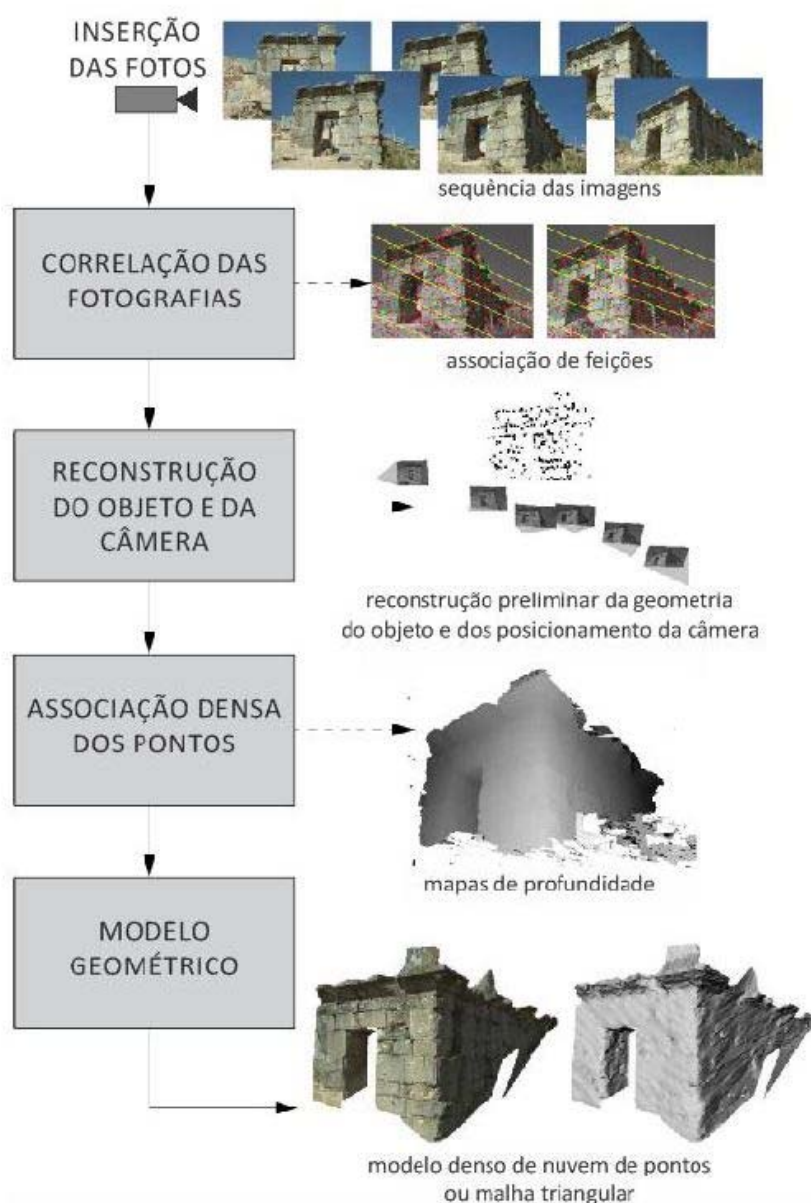 INSERÇÃO
DAS FOTOS
sequência das imagens
CORRELAÇÃO DAS
FOTOGRAFIAS
associação de feições
RECONSTRUÇÃO
DO OBJETO E DA
CÂMERA
reconstrução preliminar da geometria
do objeto e dos posicionamento da câmera
ASSOCIAÇÃO DENSA
DOS PONTOS
mapas de profundidade
MODELO
GEOMÉTRICO
modelo denso de nuvem de pontos
ou malha triangular